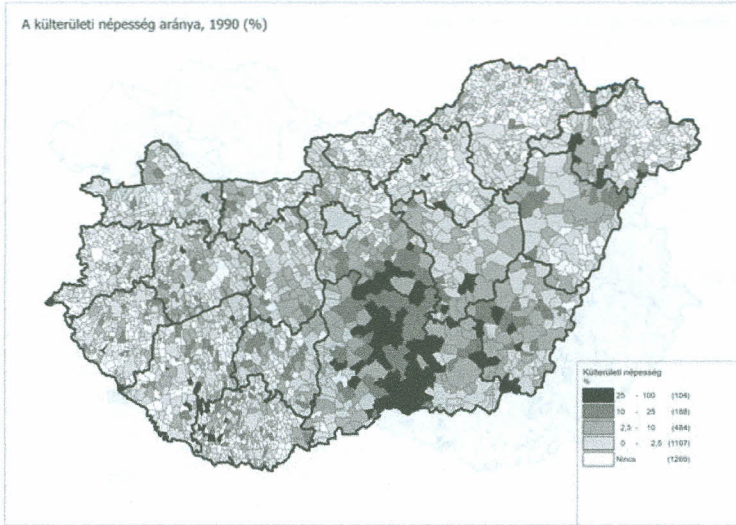 A külterületi népesség aránya, 1990 (%)
Külterületi népesség
%
25 - 100 (104)
10 - 25 (188)
2,5 - 10 (484)
0 - 2,5 (1107)
Nincs (1269)